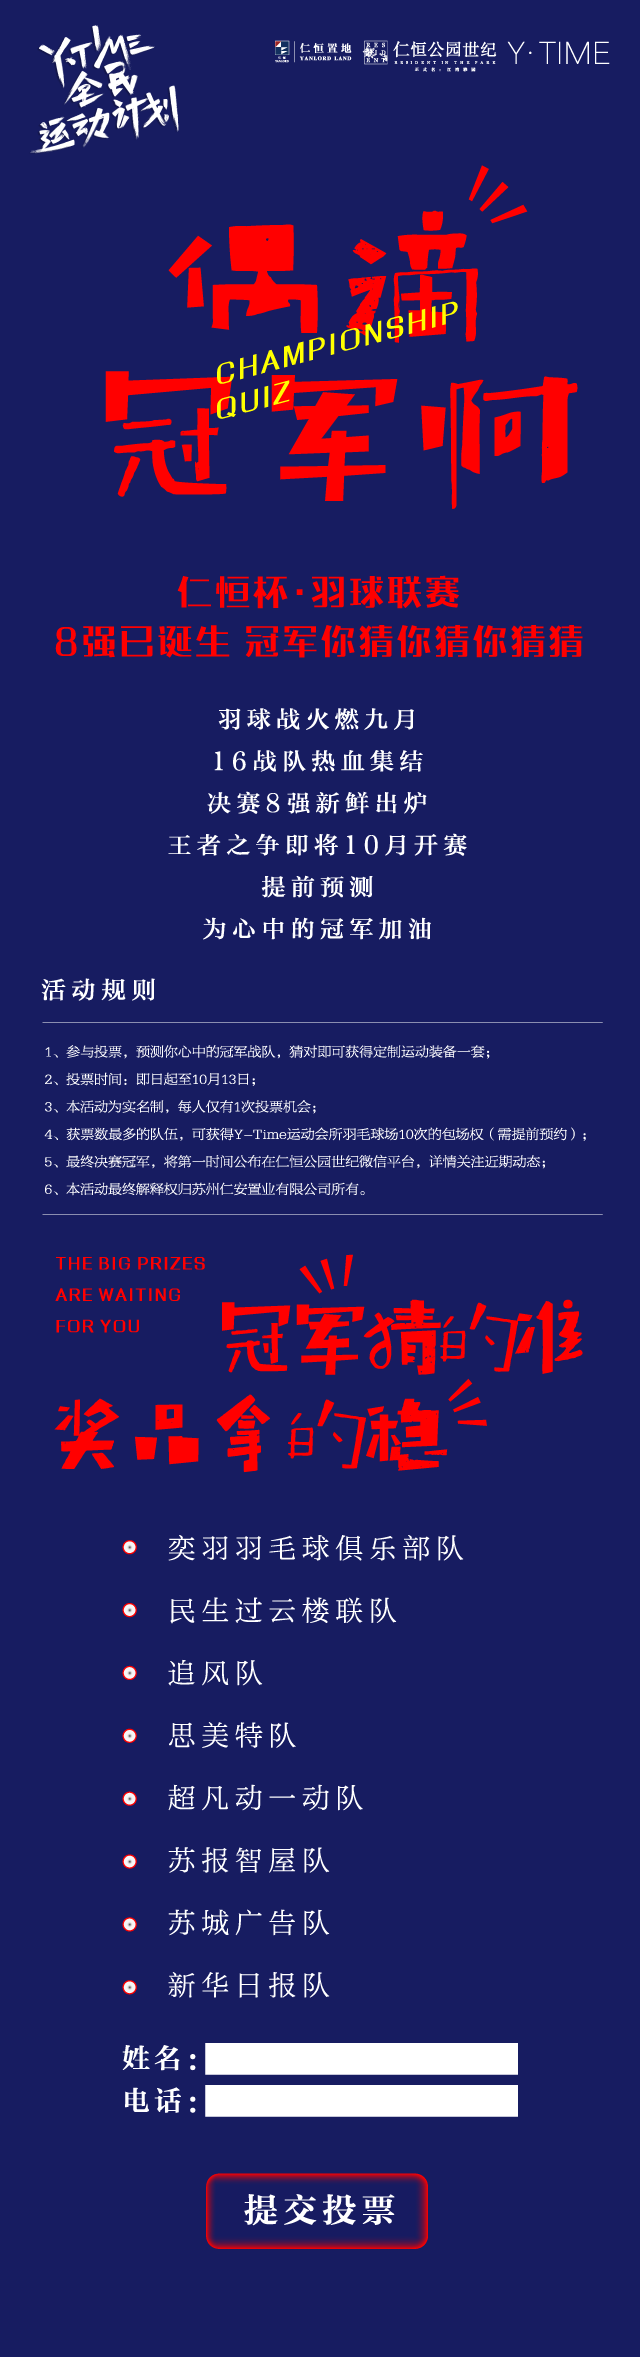 Y·TIME
全民
运动计划
仁恒置地
YANLORD LAND
仁恒公园世纪
RESIDENT IN THE PARK
Y·TIME
偶滴
CHAMPIONSHIP
QUIZ
冠军啊
仁恒杯·羽球联赛
8强已诞生 冠军你猜你猜你猜猜
羽球战火燃九月
16战队热血集结
决赛8强新鲜出炉
王者之争即将10月开赛
提前预测
为心中的冠军加油
活动规则
1、参与投票，预测你心中的冠军战队，猜对即可获得定制运动装备一套；
2、投票时间：即日起至10月13日；
3、本活动为实名制，每人仅有1次投票机会；
4、获票数最多的队伍，可获得Y-Time运动会所羽毛球场10次的包场权（需提前预约）；
5、最终决赛冠军，将第一时间公布在仁恒公园世纪微信平台，详情关注近期动态；
6、本活动最终解释权归苏州仁安置业有限公司所有。
THE BIG PRIZES
ARE WAITING
FOR YOU
冠军猜的准
奖品拿的稳
奕羽羽毛球俱乐部队
民生过云楼联队
追风队
思美特队
超凡动一动队
苏报智屋队
苏城广告队
新华日报队
姓名：
电话：
提交投票